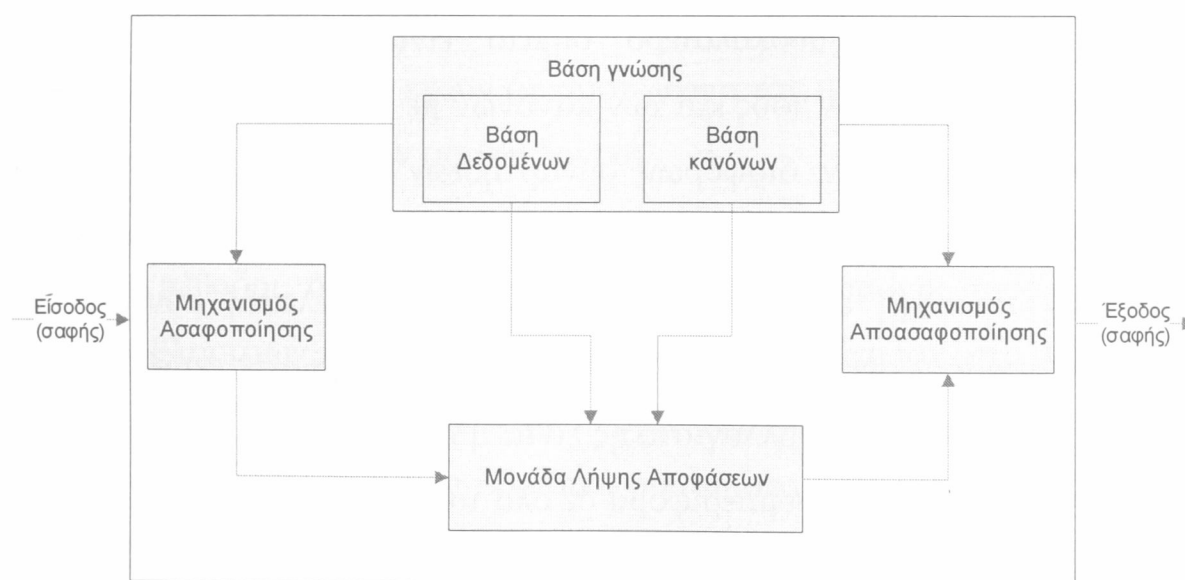 Βάση γνώσης
Βάση
Δεδομένων
Βάση
κανόνων
Είσοδος
(σαφής)
Μηχανισμός
Ασαφοποίησης
Μηχανισμός
Αποασαφοποίησης
Έξοδος
(σαφής)
Μονάδα Λήψης Αποφάσεων